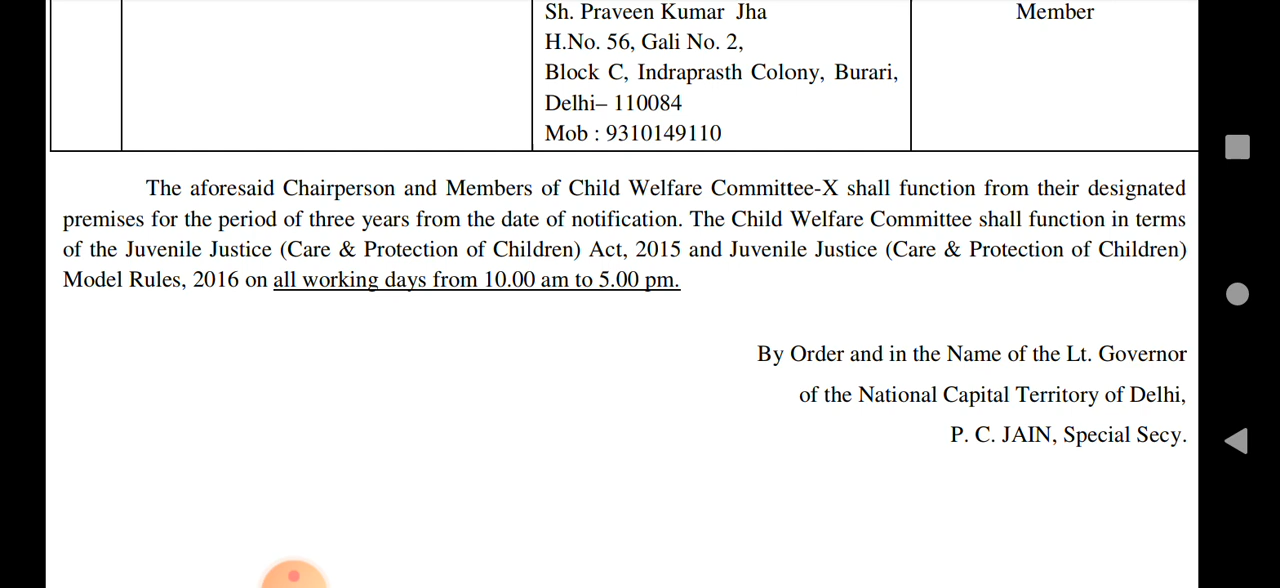 Sh. Praveen Kumar Jha
Member
H.No. 56, Gali No. 2,
Block C, Indraprasth Colony, Burari,
Delhi– 110084
Mob : 9310149110
The aforesaid Chairperson and Members of Child Welfare Committee-X shall function from their designated
premises for the period of three years from the date of notification. The Child Welfare Committee shall function in terms
of the Juvenile Justice (Care & Protection of Children) Act, 2015 and Juvenile Justice (Care & Protection of Children)
Model Rules, 2016 on all working days from 10.00 am to 5.00 pm.
By Order and in the Name of the Lt. Governor
of the National Capital Territory of Delhi,
P. C. JAIN, Special Secy.